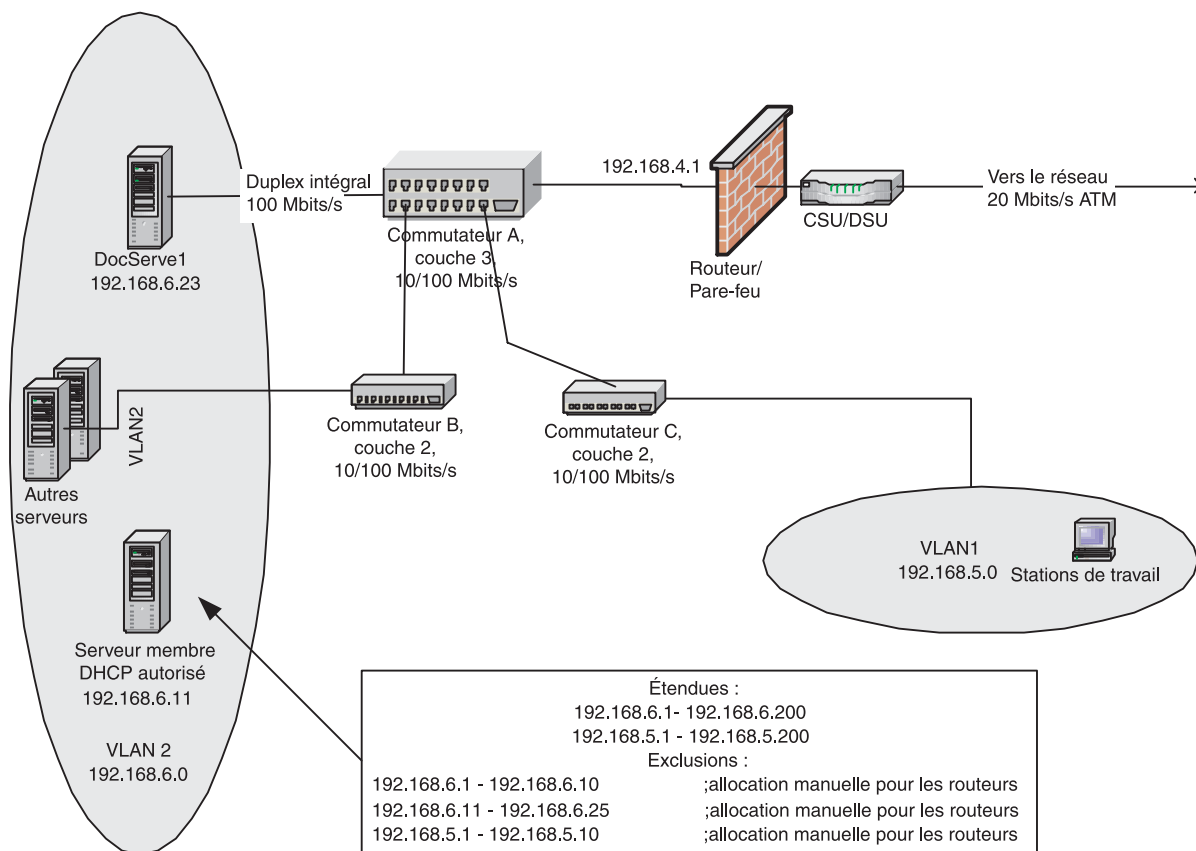 Duplex intégral
100 Mbits/s
DocServe1
192.168.6.23
Commutateur A,
couche 3,
10/100 Mbits/s
192.168.4.1
Routeur/
Pare-feu
CSU/DSU
Vers le réseau
20 Mbits/s ATM
Autres
serveurs
VLAN2
Commutateur B,
couche 2,
10/100 Mbits/s
Commutateur C,
couche 2,
10/100 Mbits/s
VLAN1
192.168.5.0
Stations de travail
Serveur membre
DHCP autorisé
192.168.6.11
VLAN 2
192.168.6.0
Étendues :
192.168.6.1- 192.168.6.200
192.168.5.1 - 192.168.5.200
Exclusions :
192.168.6.1 - 192.168.6.10 ;allocation manuelle pour les routeurs
192.168.6.11 - 192.168.6.25 ;allocation manuelle pour les routeurs
192.168.5.1 - 192.168.5.10 ;allocation manuelle pour les routeurs